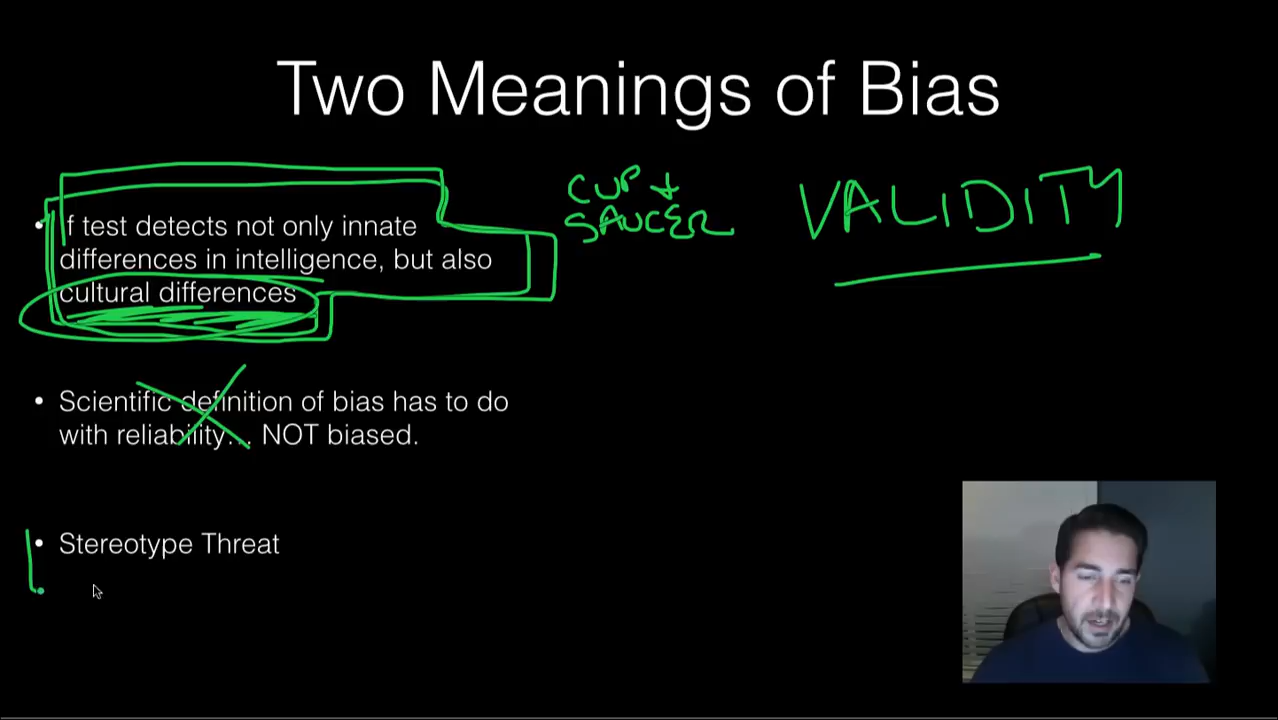 Two Meanings of Bias
• If test detects not only innate
differences in intelligence, but also
cultural differences
CUP +
SAUCER
VALIDITY
• Scientific definition of bias has to do
with reliability... NOT biased.
• Stereotype Threat